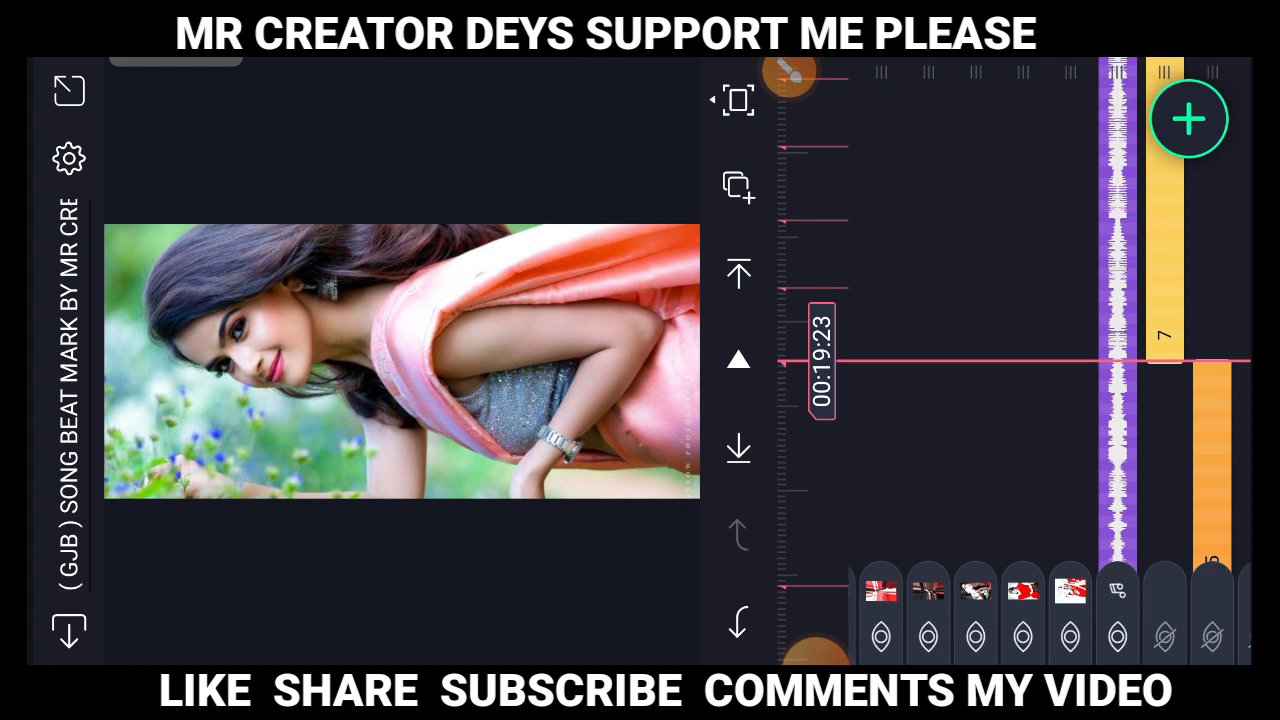 MR CREATOR DEYS SUPPORT ME PLEASE
(GJB ) SONG BEAT MARK BY MR CRE
00:19:23
7
LIKE SHARE SUBSCRIBE COMMENTS MY VIDEO